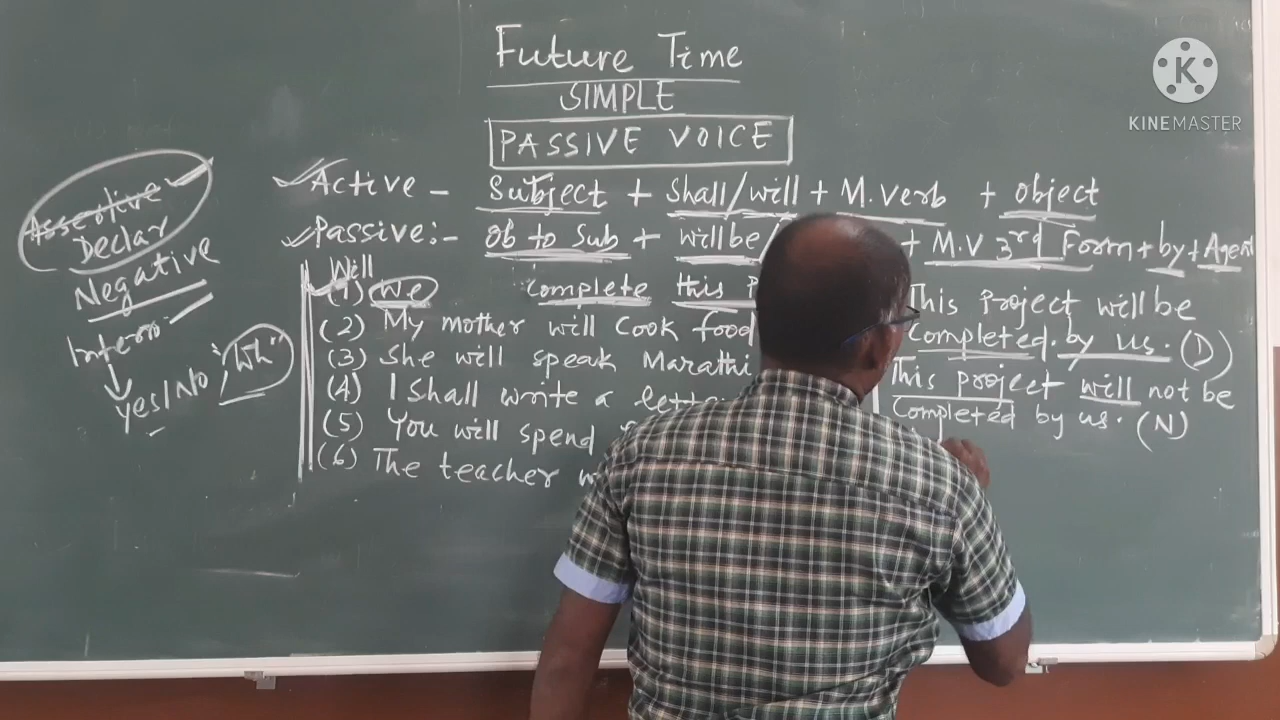 Future Time
SIMPLE
PASSIVE VOICE
Active - Subject + Shall/will + M.verb + object
Passive:- Ob to Sub + will be/ + M.V 3rd Form + by + Agent
Will
(1) We complete this
(2) My mother will cook food
(3) She will speak Marathi
(4) I Shall write a letter
(5) You will spend
(6) The teacher
This project will be
completed by us. (D)
This project will not be
completed by us. (N)
Assertive
Declar
Negative
Interro
Yes/No "Wh"
K
KINEMASTER